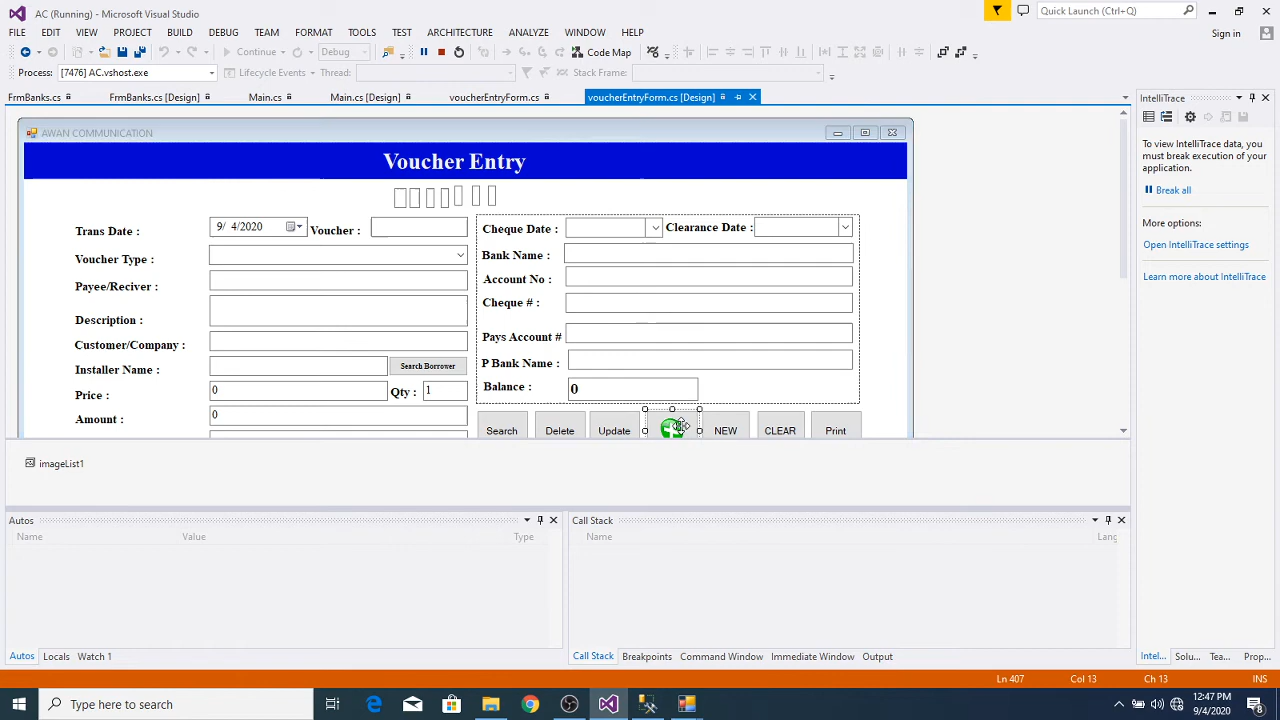 AC (Running) - Microsoft Visual Studio
Quick Launch (Ctrl+Q)
FILE EDIT VIEW PROJECT BUILD DEBUG TEAM FORMAT TOOLS TEST ARCHITECTURE ANALYZE WINDOW HELP
Sign in
Continue Debug Code Map
Process: [7476] AC.vshost.exe Lifecycle Events Thread: Stack Frame:
FrmBanks.cs FrmBanks.cs [Design] Main.cs Main.cs [Design] voucherEntryForm.cs voucherEntryForm.cs [Design]
IntelliTrace
To view IntelliTrace data, you
must break execution of your
application.
Break all
More options:
Open IntelliTrace settings
Learn more about IntelliTrace
AWAN COMMUNICATION
Voucher Entry
Trans Date : 9/ 4/2020 Voucher :
Voucher Type :
Payee/Reciver :
Description :
Customer/Company :
Installer Name : Search Borrower
Price : 0 Qty : 1
Amount : 0
Cheque Date : Clearance Date :
Bank Name :
Account No :
Cheque # :
Pays Account #
P Bank Name :
Balance : 0
Search Delete Update NEW CLEAR Print
imageList1
Autos
Name Value Type
Call Stack
Name Lang
Autos Locals Watch 1
Call Stack Breakpoints Command Window Immediate Window Output
Intel... Solu... Tea... Prop...
Ln 407 Col 13 Ch 13 INS
Type here to search
12:47 PM
9/4/2020
8